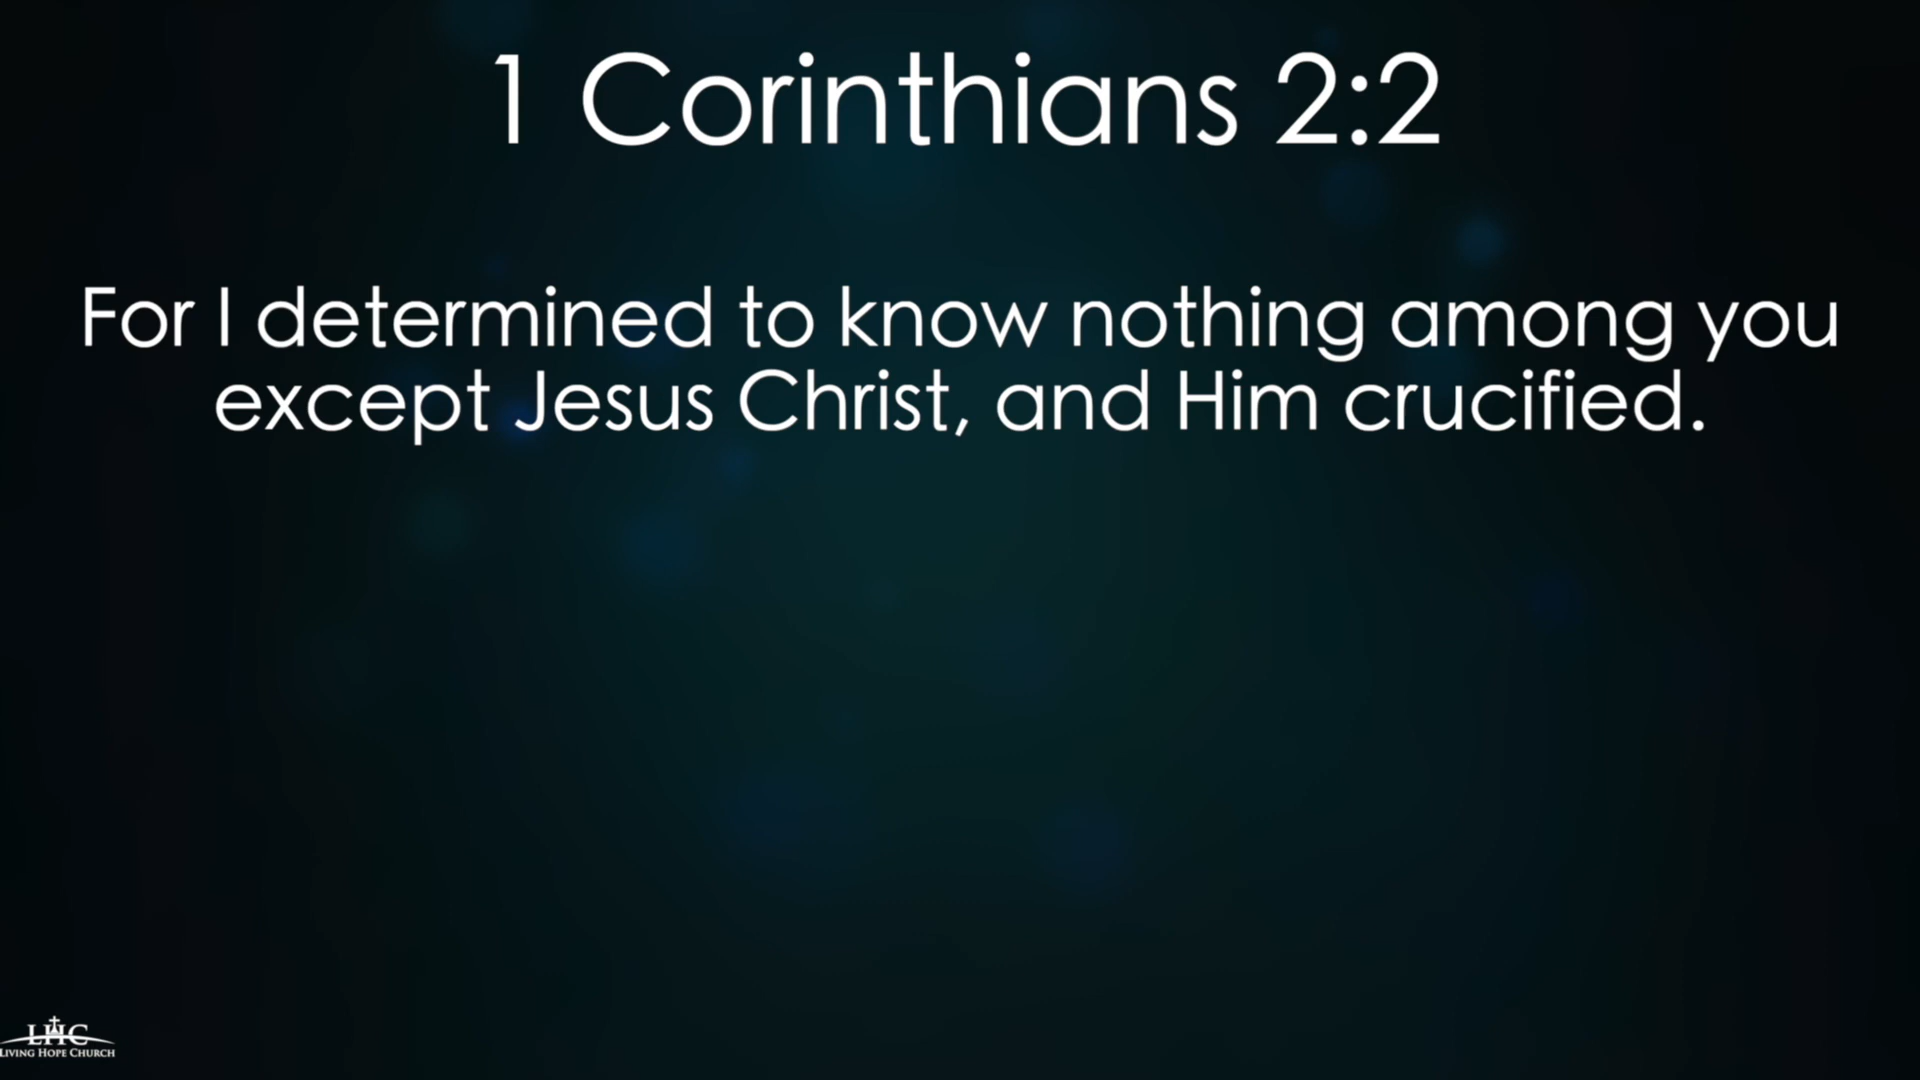 1 Corinthians 2:2
For I determined to know nothing among you
except Jesus Christ, and Him crucified.
LHC
LIVING HOPE CHURCH